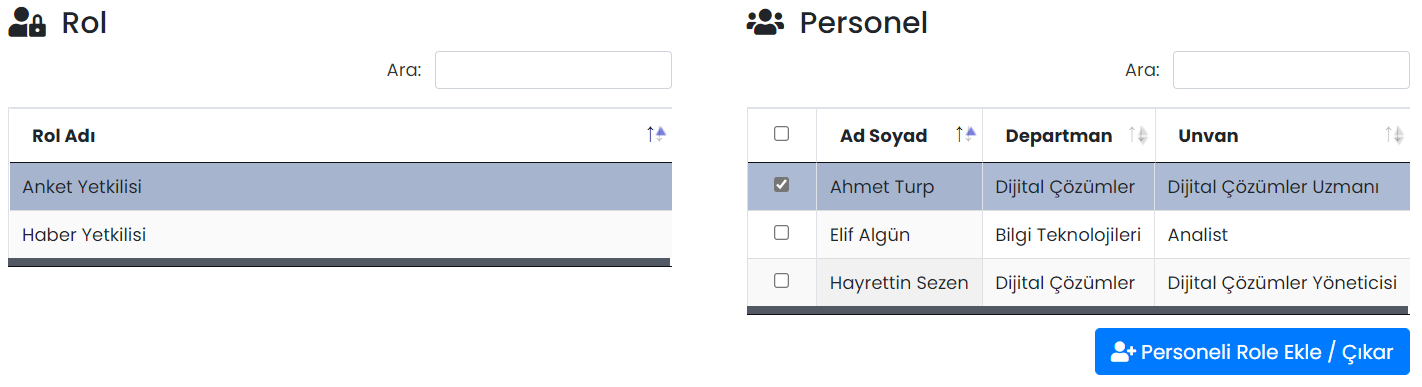 Rol
Ara:
Rol Adı
Anket Yetkilisi
Haber Yetkilisi
Personel
Ara:
Ad Soyad Departman Unvan
Ahmet Turp Dijital Çözümler Dijital Çözümler Uzmanı
Elif Algün Bilgi Teknolojileri Analist
Hayrettin Sezen Dijital Çözümler Dijital Çözümler Yöneticisi
Personeli Role Ekle / Çıkar